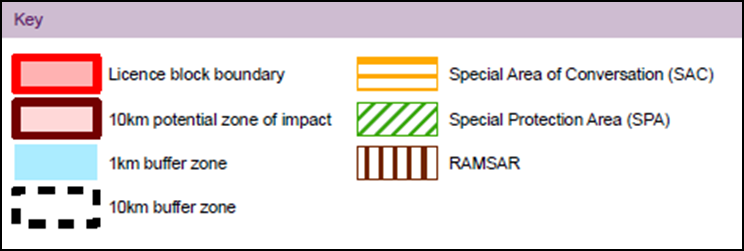 Key
Licence block boundary
10km potential zone of impact
1km buffer zone
10km buffer zone
Special Area of Conversation (SAC)
Special Protection Area (SPA)
RAMSAR